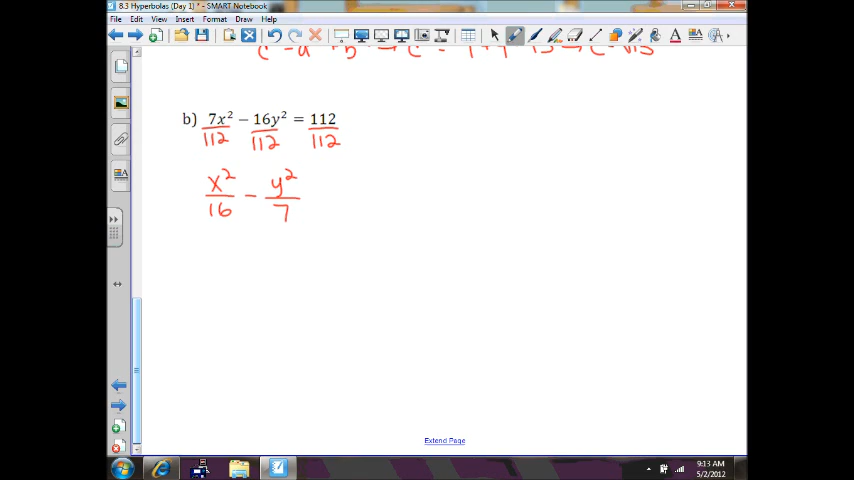 8.3 Hyperbolas (Day 1) * - SMART Notebook
File Edit View Insert Format Draw Help
b) 7x² − 16y² = 112
112 112 112
x² − y²
16 7
Extend Page
9:13 AM
5/2/2012